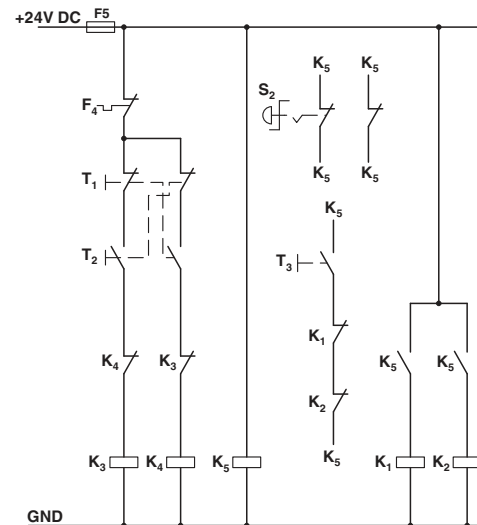 +24V DC F5
K5 K5
S2
F4
K5 K5
T1
K5
T2 T3
K1
K4 K3 K5 K5
K2
K5
K3 K4 K5 K1 K2
GND